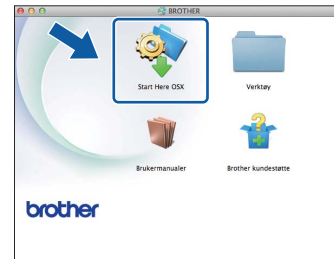 BROTHER
Start Here OSX
Verktøy
Brukermanualer
Brother kundestøtte
brother